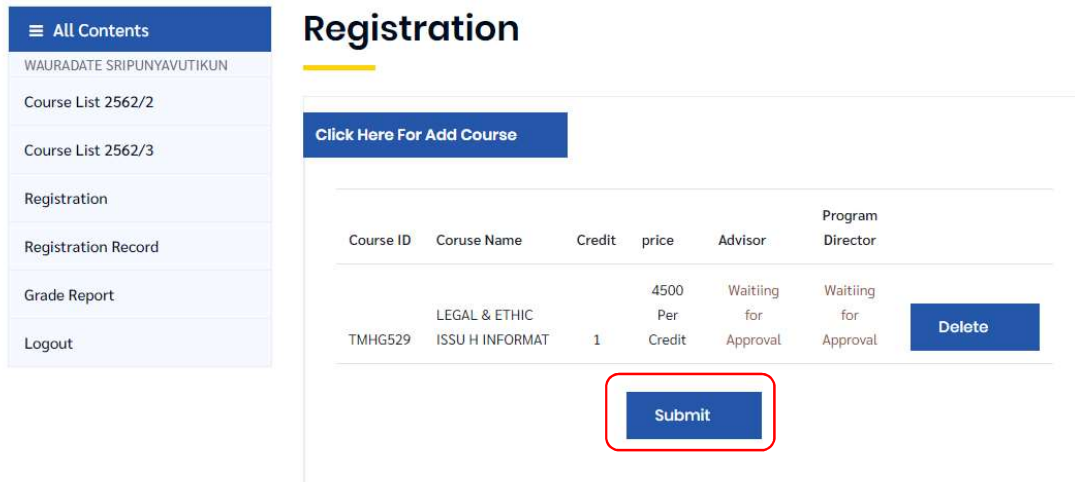 All Contents
WAURADATE SRIPUNYAVUTIKUN
Course List 2562/2
Course List 2562/3
Registration
Registration Record
Grade Report
Logout
Registration
Click Here For Add Course
Course ID Coruse Name Credit price Advisor Program Director
TMHG529 LEGAL & ETHIC ISSU H INFORMAT 1 4500 Per Credit Waitiing for Approval Waitiing for Approval Delete
Submit